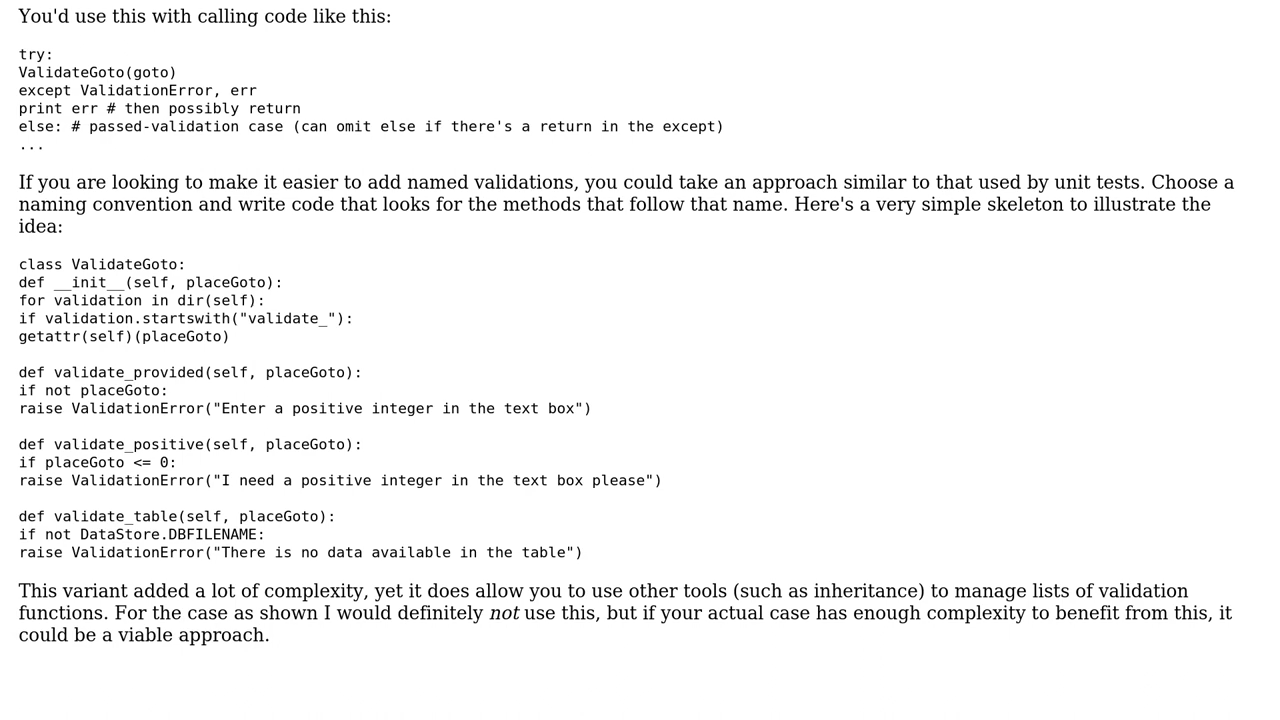 You'd use this with calling code like this:
try:
ValidateGoto(goto)
except ValidationError, err
print err # then possibly return
else: # passed-validation case (can omit else if there's a return in the except)
...
If you are looking to make it easier to add named validations, you could take an approach similar to that used by unit tests. Choose a
naming convention and write code that looks for the methods that follow that name. Here's a very simple skeleton to illustrate the
idea:
class ValidateGoto:
def __init__(self, placeGoto):
for validation in dir(self):
if validation.startswith("validate_"):
getattr(self)(placeGoto)
def validate_provided(self, placeGoto):
if not placeGoto:
raise ValidationError("Enter a positive integer in the text box")
def validate_positive(self, placeGoto):
if placeGoto <= 0:
raise ValidationError("I need a positive integer in the text box please")
def validate_table(self, placeGoto):
if not DataStore.DBFILENAME:
raise ValidationError("There is no data available in the table")
This variant added a lot of complexity, yet it does allow you to use other tools (such as inheritance) to manage lists of validation
functions. For the case as shown I would definitely not use this, but if your actual case has enough complexity to benefit from this, it
could be a viable approach.